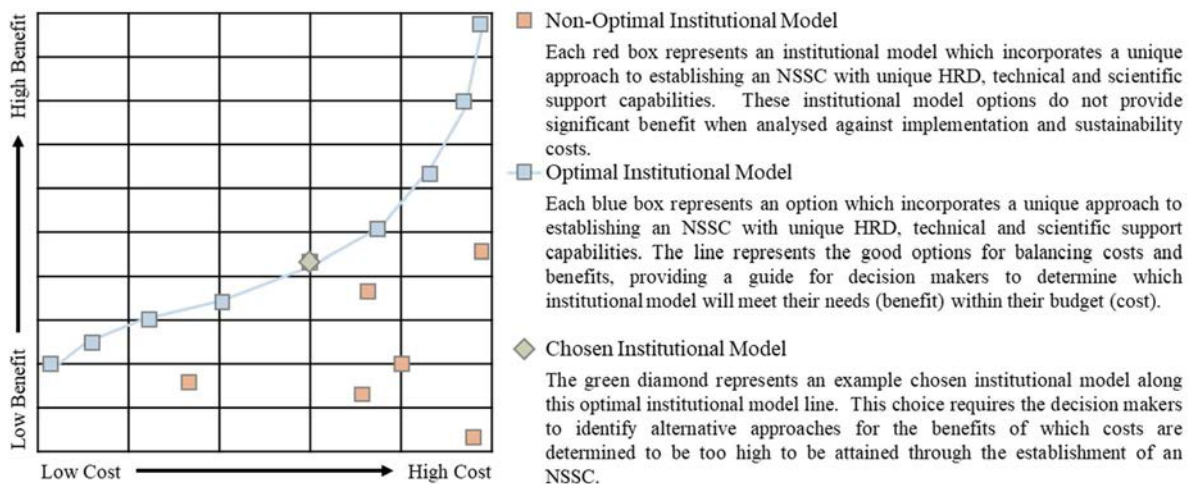 High Benefit
Low Benefit
Low Cost
High Cost
Non-Optimal Institutional Model
Each red box represents an institutional model which incorporates a unique
approach to establishing an NSSC with unique HRD, technical and scientific
support capabilities. These institutional model options do not provide
significant benefit when analysed against implementation and sustainability
costs.
Optimal Institutional Model
Each blue box represents an option which incorporates a unique approach to
establishing an NSSC with unique HRD, technical and scientific support
capabilities. The line represents the good options for balancing costs and
benefits, providing a guide for decision makers to determine which
institutional model will meet their needs (benefit) within their budget (cost).
Chosen Institutional Model
The green diamond represents an example chosen institutional model along
this optimal institutional model line. This choice requires the decision makers
to identify alternative approaches for the benefits of which costs are
determined to be too high to be attained through the establishment of an
NSSC.